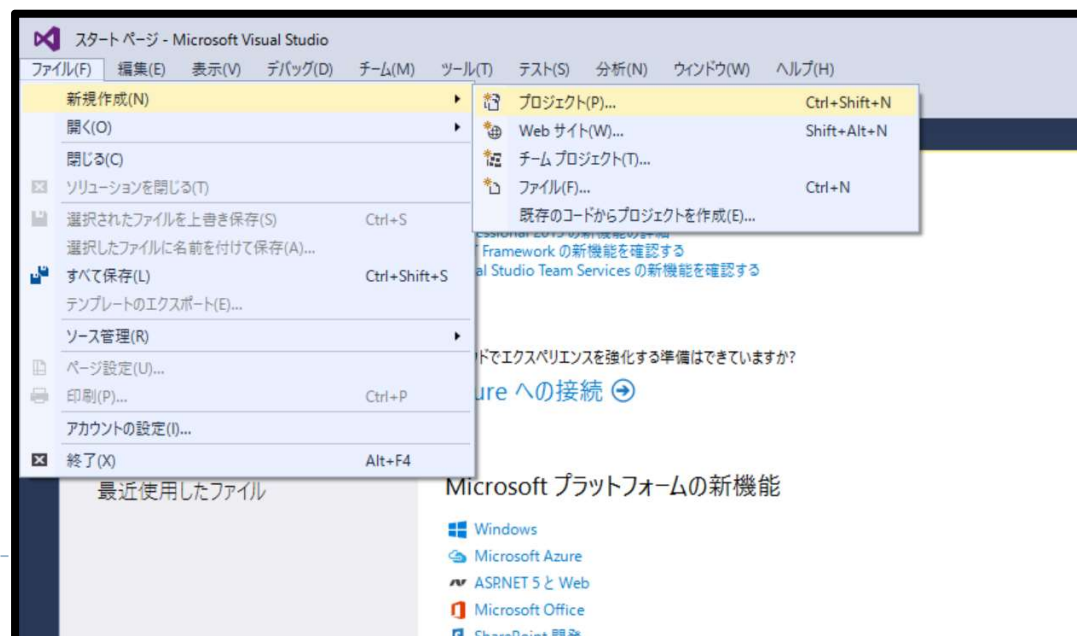 スタート ページ - Microsoft Visual Studio
ファイル(F) 編集(E) 表示(V) デバッグ(D) チーム(M) ツール(T) テスト(S) 分析(N) ウィンドウ(W) ヘルプ(H)
新規作成(N)
開く(O)
閉じる(C)
ソリューションを閉じる(T)
選択されたファイルを上書き保存(S) Ctrl+S
選択したファイルに名前を付けて保存(A)...
すべて保存(L) Ctrl+Shift+S
テンプレートのエクスポート(E)...
ソース管理(R)
ページ設定(U)...
印刷(P)... Ctrl+P
アカウントの設定(I)...
終了(X) Alt+F4
プロジェクト(P)... Ctrl+Shift+N
Web サイト(W)... Shift+Alt+N
チーム プロジェクト(T)...
ファイル(F)... Ctrl+N
既存のコードからプロジェクトを作成(E)...
Framework の新機能を確認する
al Studio Team Services の新機能を確認する
ドでエクスペリエンスを強化する準備はできていますか?
ure への接続
最近使用したファイル
Microsoft プラットフォームの新機能
Windows
Microsoft Azure
ASP.NET 5 と Web
Microsoft Office
SharePoint 開発